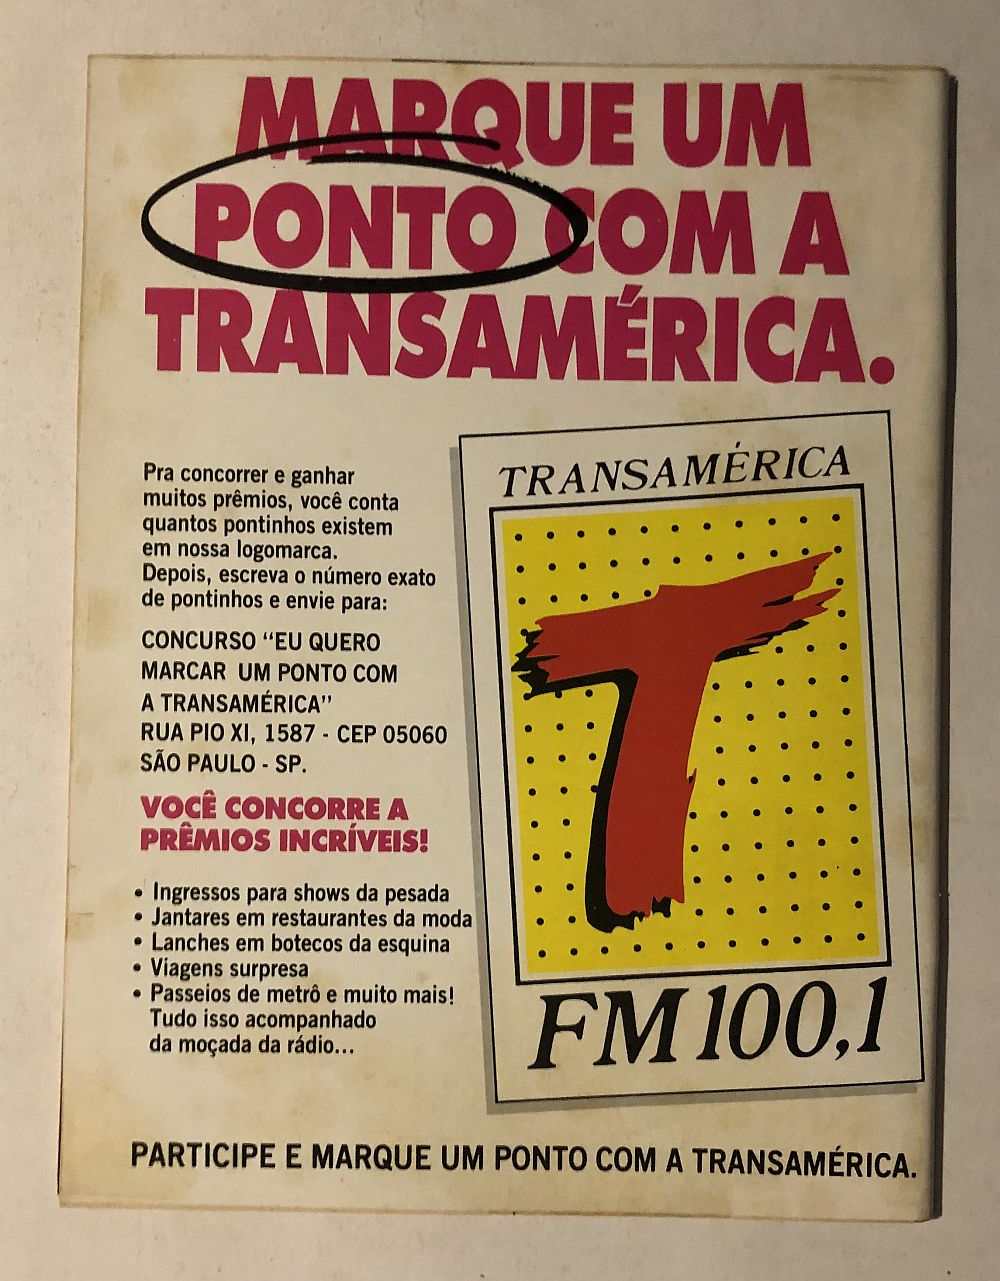 MARQUE UM
PONTO COM A
TRANSAMÉRICA.
Pra concorrer e ganhar
muitos prêmios, você conta
quantos pontinhos existem
em nossa logomarca.
Depois, escreva o número exato
de pontinhos e envie para:
CONCURSO "EU QUERO
MARCAR UM PONTO COM
A TRANSAMÉRICA"
RUA PIO XI, 1587 - CEP 05060
SÃO PAULO - SP.
VOCÊ CONCORRE A
PRÊMIOS INCRÍVEIS!
• Ingressos para shows da pesada
• Jantares em restaurantes da moda
• Lanches em botecos da esquina
• Viagens surpresa
• Passeios de metrô e muito mais!
Tudo isso acompanhado
da moçada da rádio...
TRANSAMÉRICA
T
FM 100,1
PARTICIPE E MARQUE UM PONTO COM A TRANSAMÉRICA.